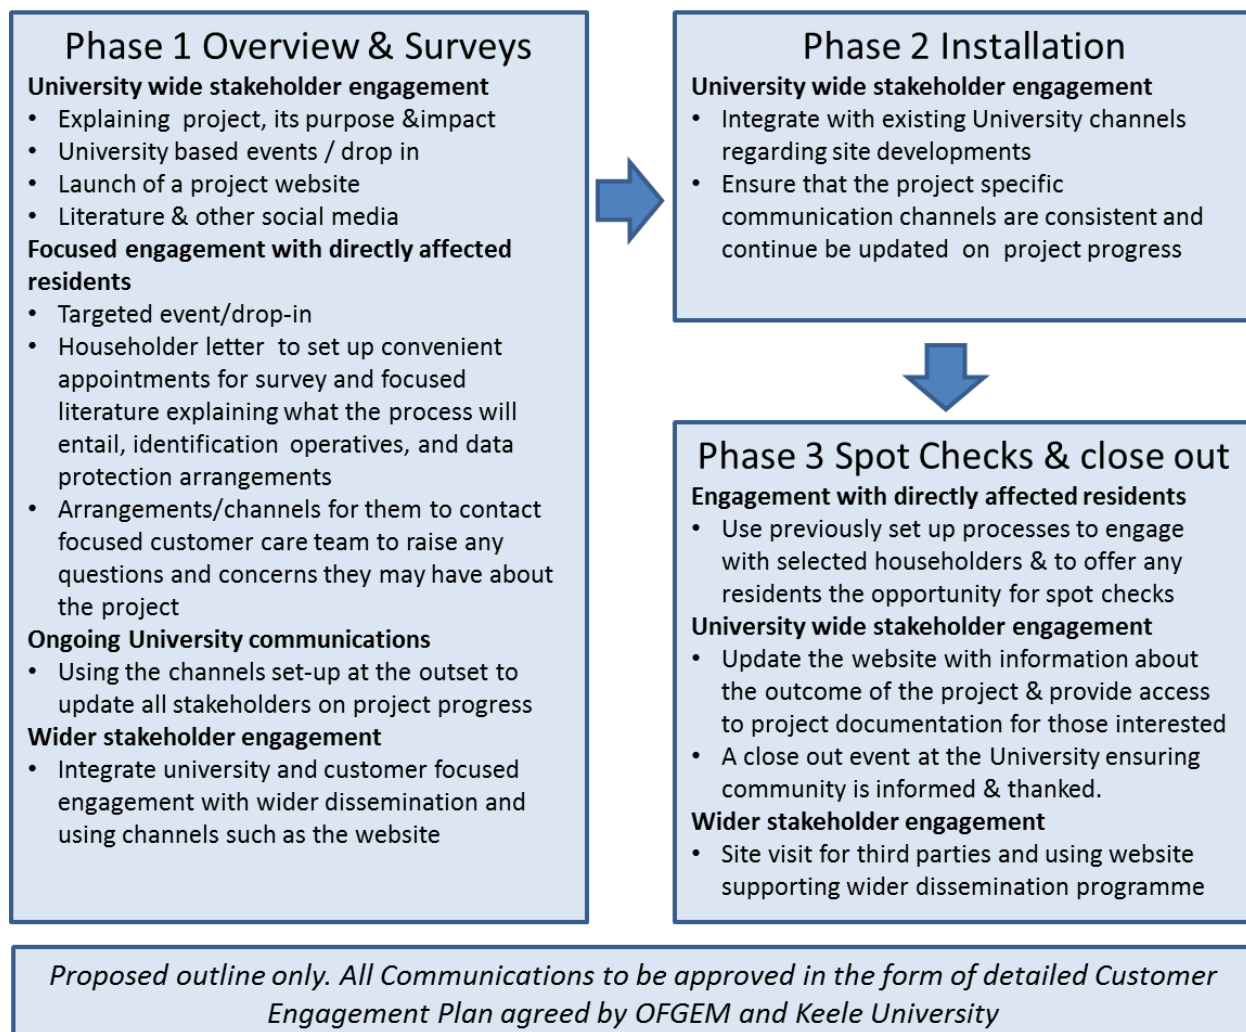 Phase 1 Overview & Surveys
University wide stakeholder engagement
• Explaining project, its purpose &impact
• University based events / drop in
• Launch of a project website
• Literature & other social media
Focused engagement with directly affected
residents
• Targeted event/drop-in
• Householder letter to set up convenient
appointments for survey and focused
literature explaining what the process will
entail, identification operatives, and data
protection arrangements
• Arrangements/channels for them to contact
focused customer care team to raise any
questions and concerns they may have about
the project
Ongoing University communications
• Using the channels set-up at the outset to
update all stakeholders on project progress
Wider stakeholder engagement
• Integrate university and customer focused
engagement with wider dissemination and
using channels such as the website
Phase 2 Installation
University wide stakeholder engagement
• Integrate with existing University channels
regarding site developments
• Ensure that the project specific
communication channels are consistent and
continue be updated on project progress
Phase 3 Spot Checks & close out
Engagement with directly affected residents
• Use previously set up processes to engage
with selected householders & to offer any
residents the opportunity for spot checks
University wide stakeholder engagement
• Update the website with information about
the outcome of the project & provide access
to project documentation for those interested
• A close out event at the University ensuring
community is informed & thanked.
Wider stakeholder engagement
• Site visit for third parties and using website
supporting wider dissemination programme
Proposed outline only. All Communications to be approved in the form of detailed Customer
Engagement Plan agreed by OFGEM and Keele University